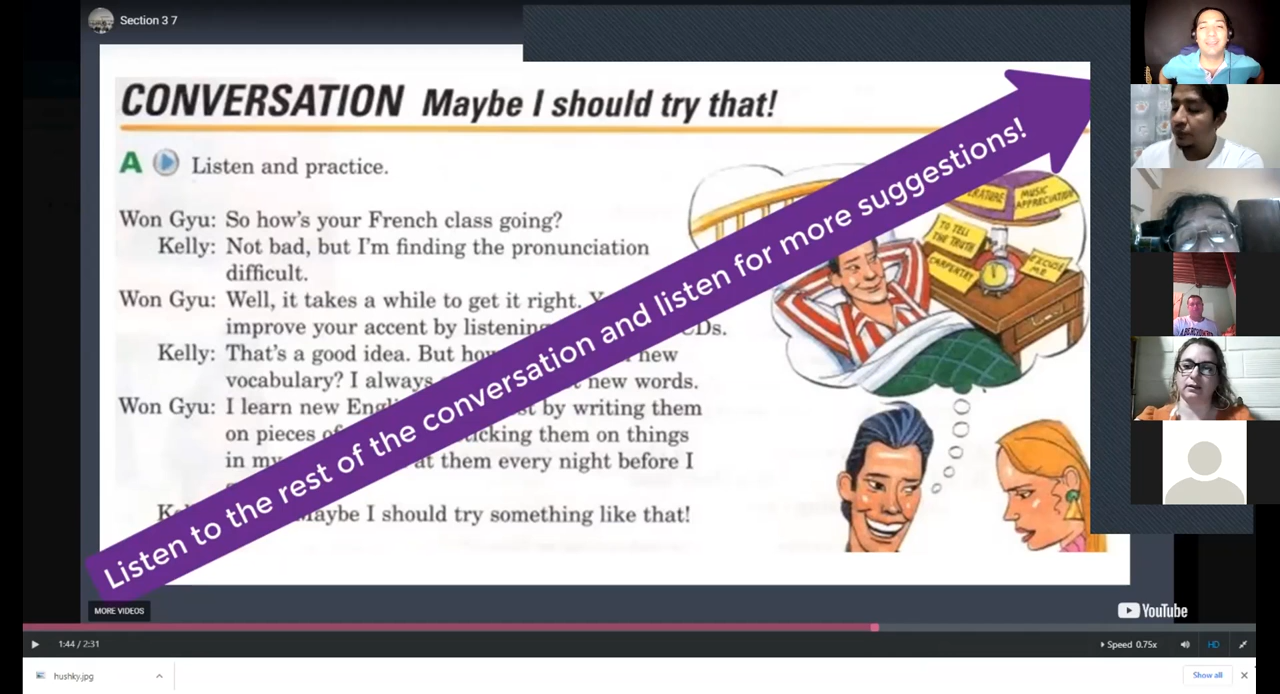 Section 3 7
CONVERSATION Maybe I should try that!
A Listen and practice.
Won Gyu: So how's your French class going?
Kelly: Not bad, but I'm finding the pronunciation
difficult.
Won Gyu: Well, it takes a while to get it right.
improve your accent by listening CDs.
Kelly: That's a good idea. But how new
vocabulary? I always new words.
Won Gyu: I learn new by writing them
on pieces sticking them on things
in my at them every night before I
Maybe I should try something like that!
Listen to the rest of the conversation and listen for more suggestions!
MUSIC
APPRECIATION
TO TELL
THE TRUTH
CARPENTRY
EXCUSE
ME
MORE VIDEOS
YouTube
1:44 / 2:31
Speed 0.75x
HD
hushky.jpg
Show all